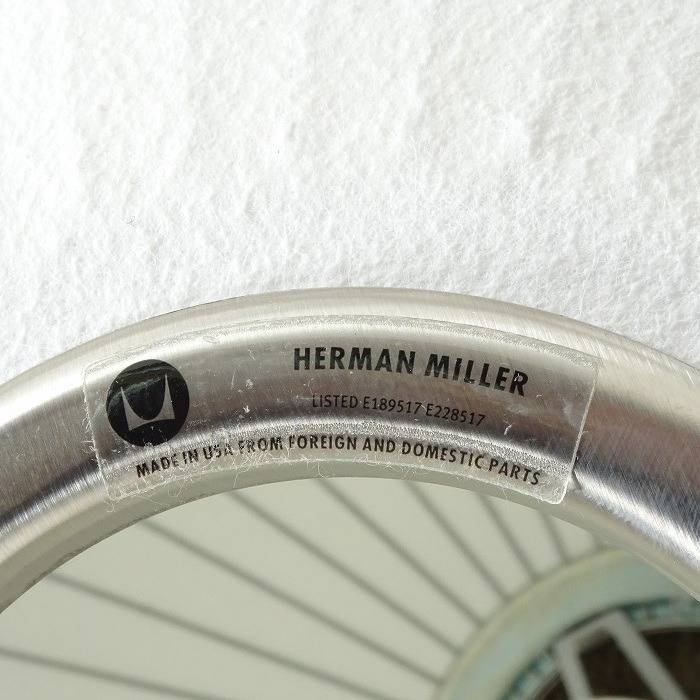 HERMAN MILLER
LISTED E189517 E228517
MADE IN USA FROM FOREIGN AND DOMESTIC PARTS